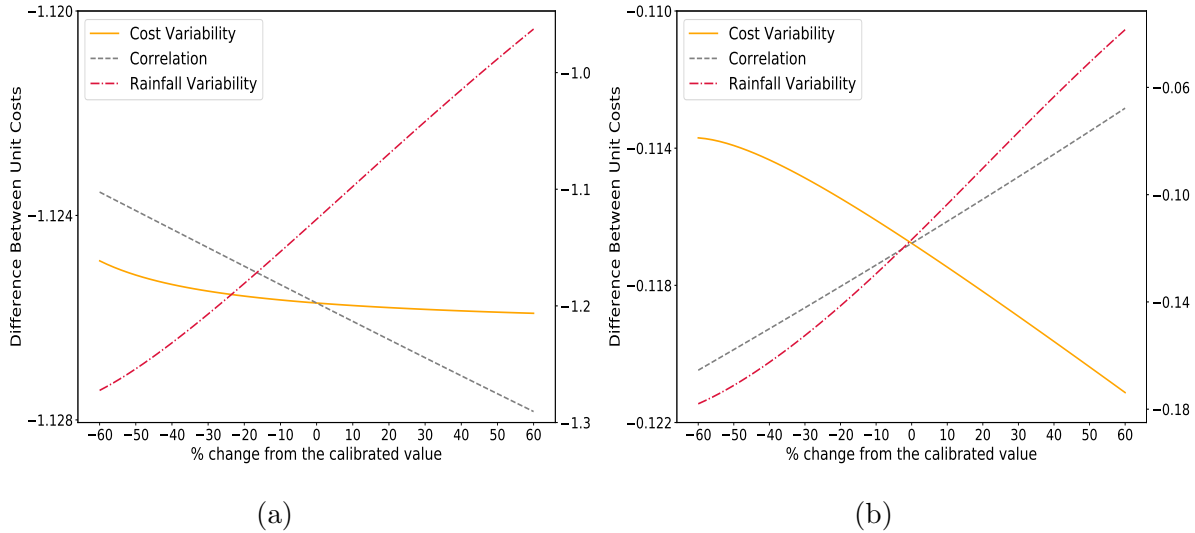 −1.120
−1.124
−1.128
Difference Between Unit Costs
Cost Variability
Correlation
Rainfall Variability
−1.0
−1.1
−1.2
−1.3
−60 −50 −40 −30 −20 −10 0 10 20 30 40 50 60
% change from the calibrated value
(a)
−0.110
−0.114
−0.118
−0.122
Difference Between Unit Costs
Cost Variability
Correlation
Rainfall Variability
−0.06
−0.10
−0.14
−0.18
−60 −50 −40 −30 −20 −10 0 10 20 30 40 50 60
% change from the calibrated value
(b)